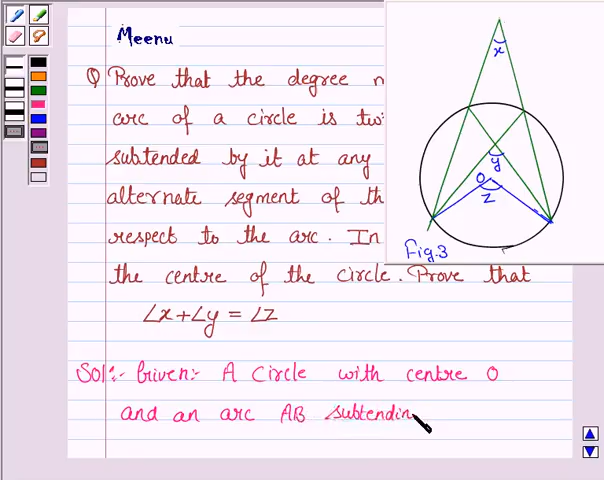 Meenu
Q Prove that the degree
arc of a circle is
subtended by it at any
alternate segment of
respect to the arc. In
the centre of the circle. Prove that
∠x+∠y = ∠z
Sol:- Given:- A Circle with centre O
and an arc AB subtendin
x
y
O
z
Fig.3